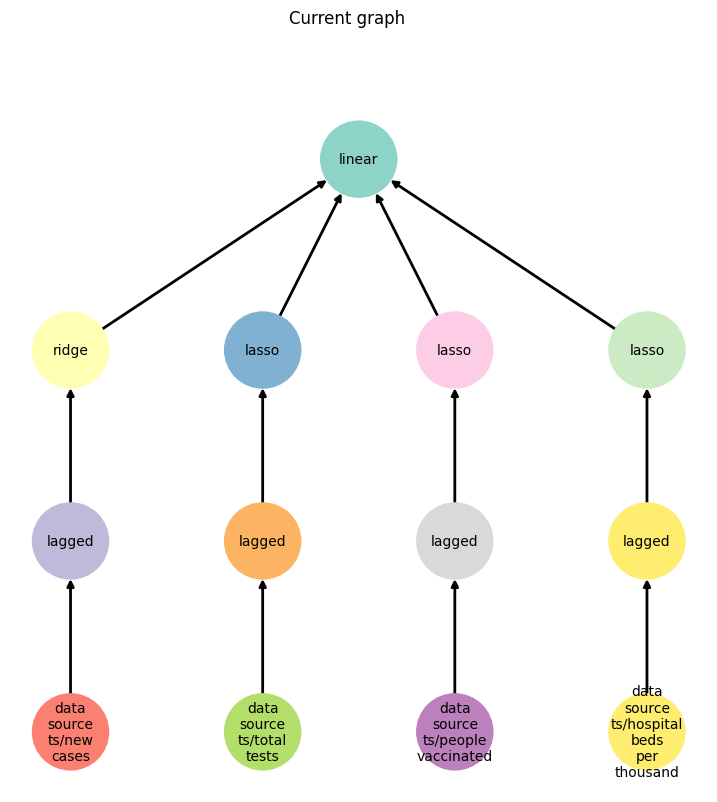 Current graph
linear
ridge
lasso
lasso
lasso
lagged
lagged
lagged
lagged
data
source
ts/new
cases
data
source
ts/total
tests
data
source
ts/people
vaccinated
data
source
ts/hospital
beds
per
thousand